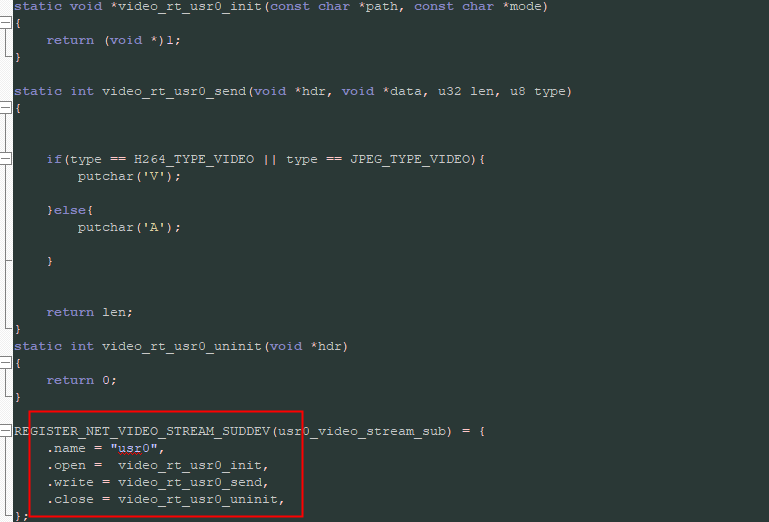 static void *video_rt_usr0_init(const char *path, const char *mode)
{
    return (void *)1;
}
static int video_rt_usr0_send(void *hdr, void *data, u32 len, u8 type)
{
    if(type == H264_TYPE_VIDEO || type == JPEG_TYPE_VIDEO){
        putchar('V');
    }else{
        putchar('A');
    }
    return len;
}
static int video_rt_usr0_uninit(void *hdr)
{
    return 0;
}
REGISTER_NET_VIDEO_STREAM_SUDDEV(usr0_video_stream_sub) = {
    .name = "usr0",
    .open =  video_rt_usr0_init,
    .write = video_rt_usr0_send,
    .close = video_rt_usr0_uninit,
};